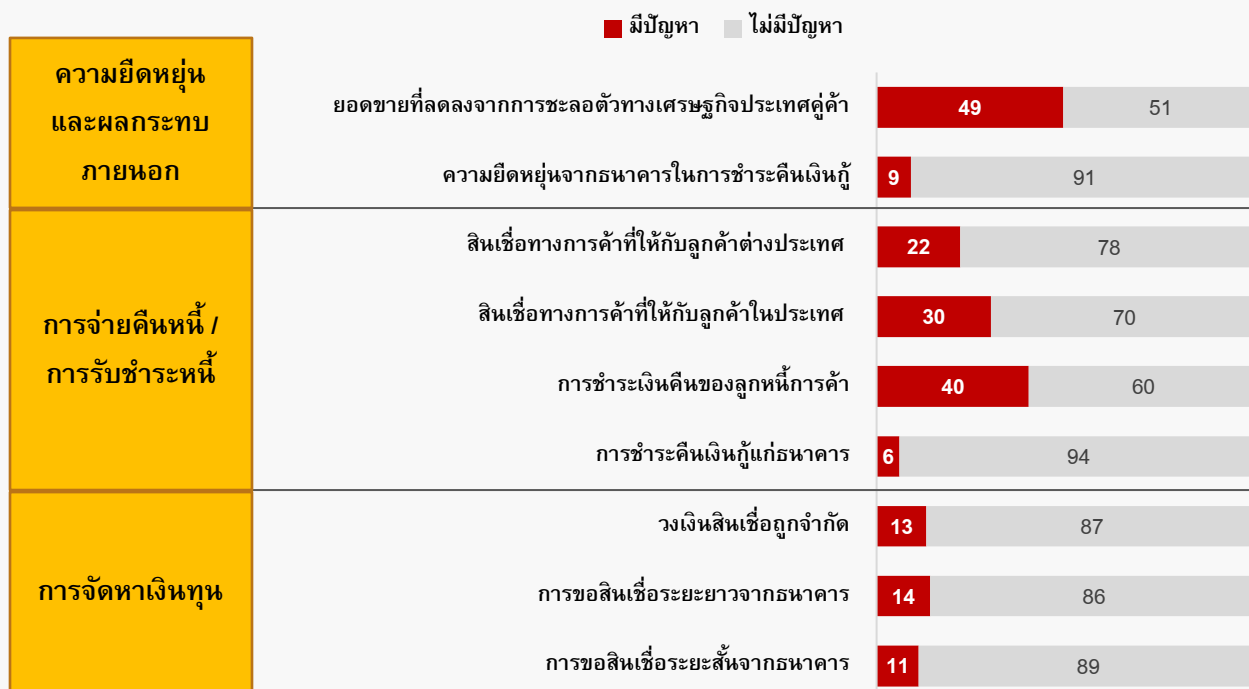 มีปัญหา ไม่มีปัญหา
ความยืดหยุ่น
และผลกระทบ
ภายนอก
ยอดขายที่ลดลงจากการชะลอตัวทางเศรษฐกิจประเทศคู่ค้า 49 51
ความยืดหยุ่นจากธนาคารในการชำระคืนเงินกู้ 9 91
การจ่ายคืนหนี้ /
การรับชำระหนี้
สินเชื่อทางการค้าที่ให้กับลูกค้าต่างประเทศ 22 78
สินเชื่อทางการค้าที่ให้กับลูกค้าในประเทศ 30 70
การชำระเงินคืนของลูกหนี้การค้า 40 60
การชำระคืนเงินกู้แก่ธนาคาร 6 94
การจัดหาเงินทุน
วงเงินสินเชื่อถูกจำกัด 13 87
การขอสินเชื่อระยะยาวจากธนาคาร 14 86
การขอสินเชื่อระยะสั้นจากธนาคาร 11 89